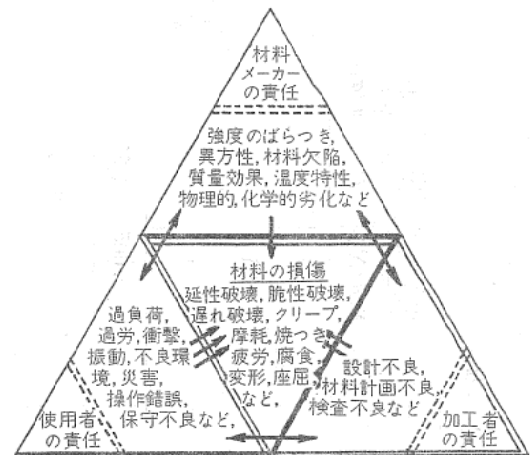 材料
メーカー
の責任
強度のばらつき,
異方性,材料欠陥,
質量効果,温度特性,
物理的,化学的劣化など
材料の損傷
延性破壊,脆性破壊,
遅れ破壊,クリープ,
摩耗,焼つき,
疲労,腐食,
変形,座屈,
など,
過負荷,
過労,衝撃,
振動,不良環
境,災害,
操作錯誤,
保守不良など,
使用者
の責任
設計不良,
材料計画不良,
検査不良など
加工者
の責任